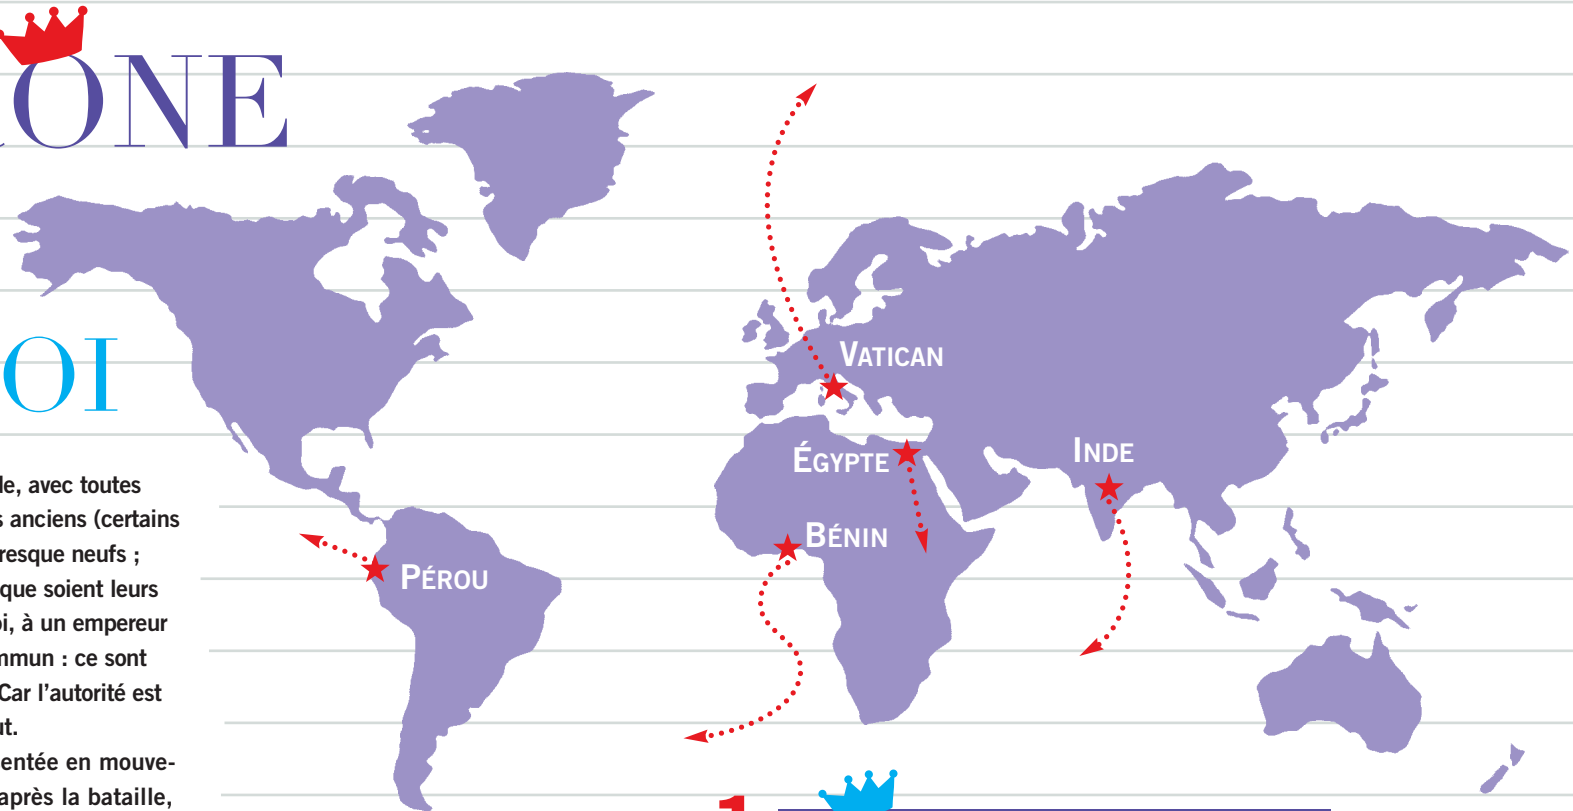 ONE
OI
VATICAN
ÉGYPTE
INDE
BÉNIN
PÉROU
le, avec toutes
s anciens (certains
resque neufs ;
que soient leurs
oi, à un empereur
mmun : ce sont
Car l’autorité est
ut.
entée en mouve-
après la bataille,
1